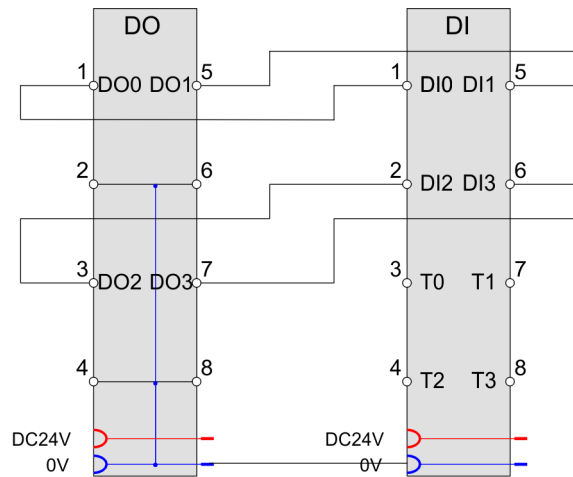 DO DI
1 5 1 5
DO0 DO1 DI0 DI1
2 6 2 6
DI2 DI3
3 7 3 7
DO2 DO3 T0 T1
4 8 4 8
T2 T3
DC24V DC24V
0V 0V